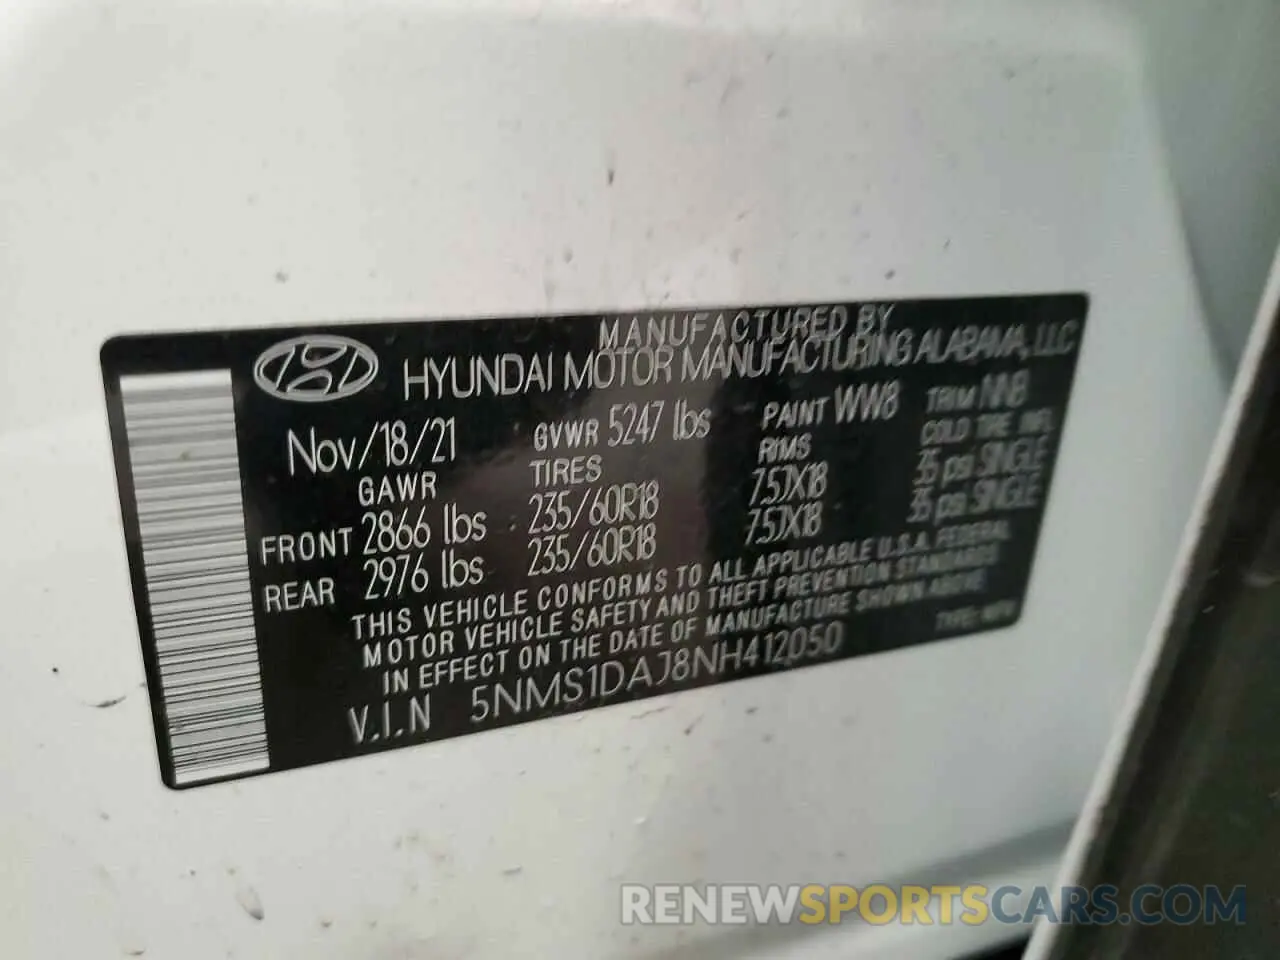 MANUFACTURED BY
HYUNDAI MOTOR MANUFACTURING ALABAMA, LLC
Nov/18/21 GVWR 5247 lbs PAINT WW8 TRIM NNB
GAWR TIRES RIMS COLD TIRE INFL
FRONT 2866 lbs 235/60R18 7.5JX18 35 psi SINGLE
REAR 2976 lbs 235/60R18 7.5JX18 35 psi SINGLE
THIS VEHICLE CONFORMS TO ALL APPLICABLE U.S.A. FEDERAL
MOTOR VEHICLE SAFETY AND THEFT PREVENTION STANDARDS
IN EFFECT ON THE DATE OF MANUFACTURE SHOWN ABOVE
V.I.N 5NMS1DAJ8NH412050 TYPE: MPV
RENEWSPORTSCARS.COM